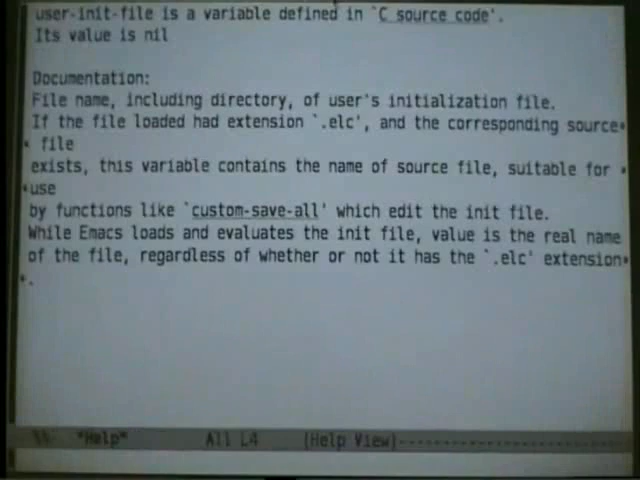 user-init-file is a variable defined in `C source code'.
Its value is nil
Documentation:
File name, including directory, of user's initialization file.
If the file loaded had extension `.elc', and the corresponding source
file
exists, this variable contains the name of source file, suitable for
use
by functions like `custom-save-all' which edit the init file.
While Emacs loads and evaluates the init file, value is the real name
of the file, regardless of whether or not it has the `.elc' extension
.
*Help* All L4 [Help View]